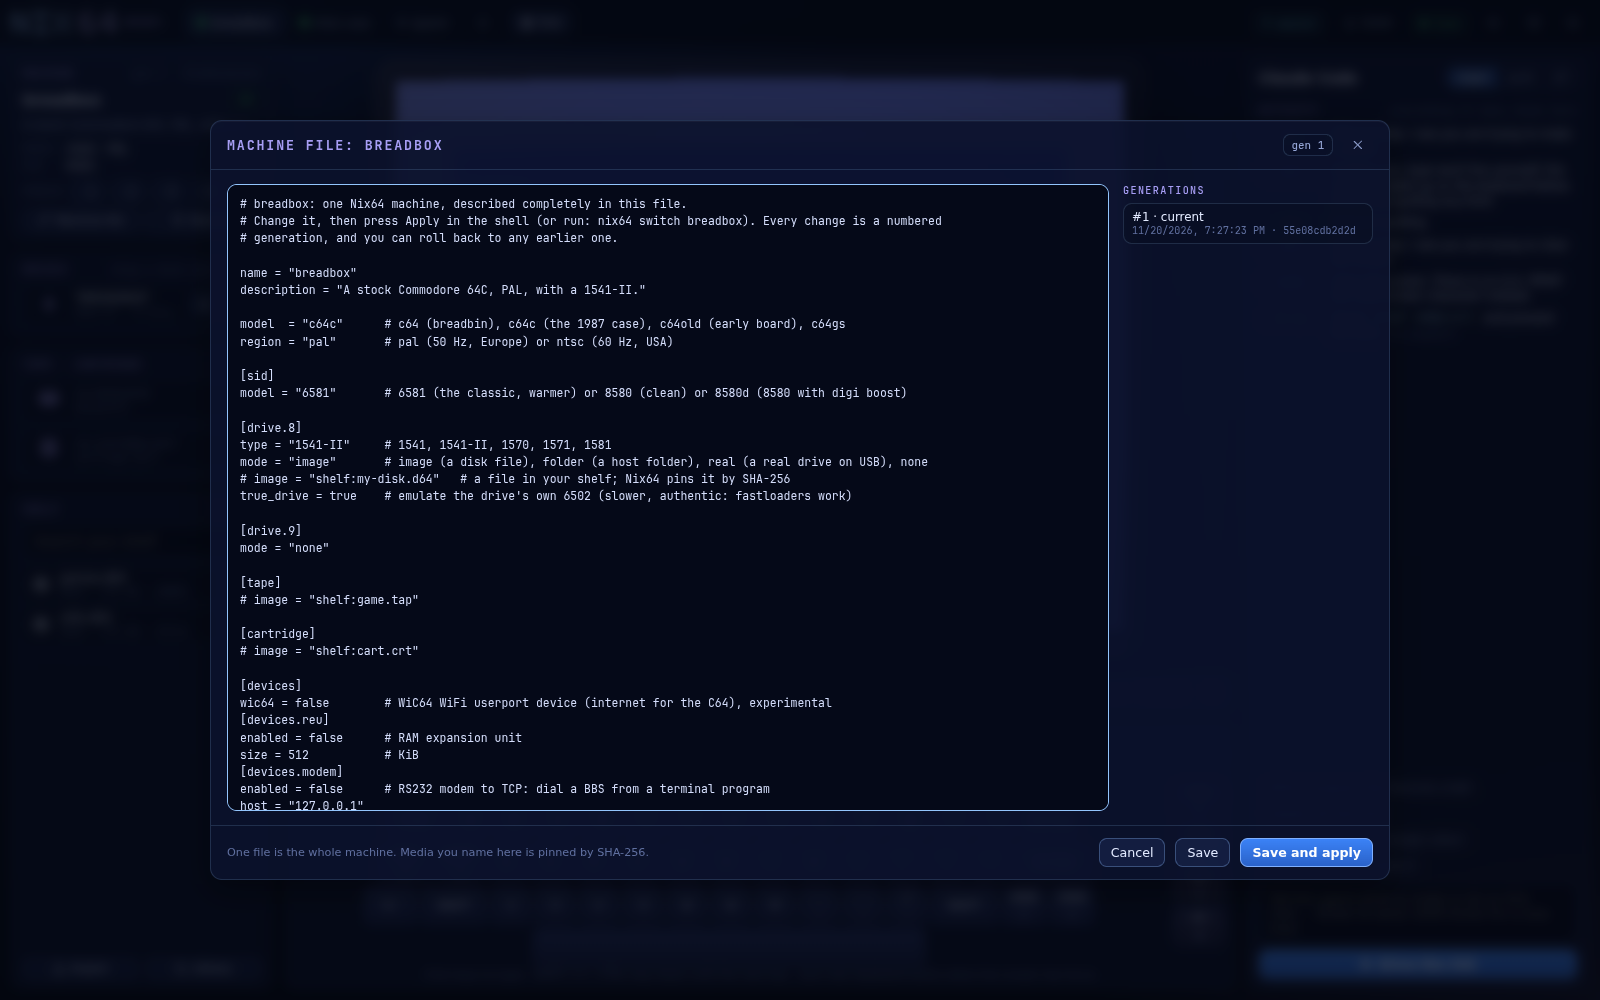 MACHINE FILE: BREADBOX
gen 1
×
# breadbox: one Nix64 machine, described completely in this file.
# Change it, then press Apply in the shell (or run: nix64 switch breadbox). Every change is a numbered
# generation, and you can roll back to any earlier one.
name = "breadbox"
description = "A stock Commodore 64C, PAL, with a 1541-II."
model  = "c64c"      # c64 (breadbin), c64c (the 1987 case), c64old (early board), c64gs
region = "pal"       # pal (50 Hz, Europe) or ntsc (60 Hz, USA)
[sid]
model = "6581"       # 6581 (the classic, warmer) or 8580 (clean) or 8580d (8580 with digi boost)
[drive.8]
type = "1541-II"     # 1541, 1541-II, 1570, 1571, 1581
mode = "image"       # image (a disk file), folder (a host folder), real (a real drive on USB), none
# image = "shelf:my-disk.d64"   # a file in your shelf; Nix64 pins it by SHA-256
true_drive = true    # emulate the drive's own 6502 (slower, authentic: fastloaders work)
[drive.9]
mode = "none"
[tape]
# image = "shelf:game.tap"
[cartridge]
# image = "shelf:cart.crt"
[devices]
wic64 = false        # WiC64 WiFi userport device (internet for the C64), experimental
[devices.reu]
enabled = false      # RAM expansion unit
size = 512           # KiB
[devices.modem]
enabled = false      # RS232 modem to TCP: dial a BBS from a terminal program
host = "127.0.0.1"
GENERATIONS
#1 · current
11/20/2026, 7:27:23 PM · 55e08cdb2d2d
One file is the whole machine. Media you name here is pinned by SHA-256.
Cancel
Save
Save and apply